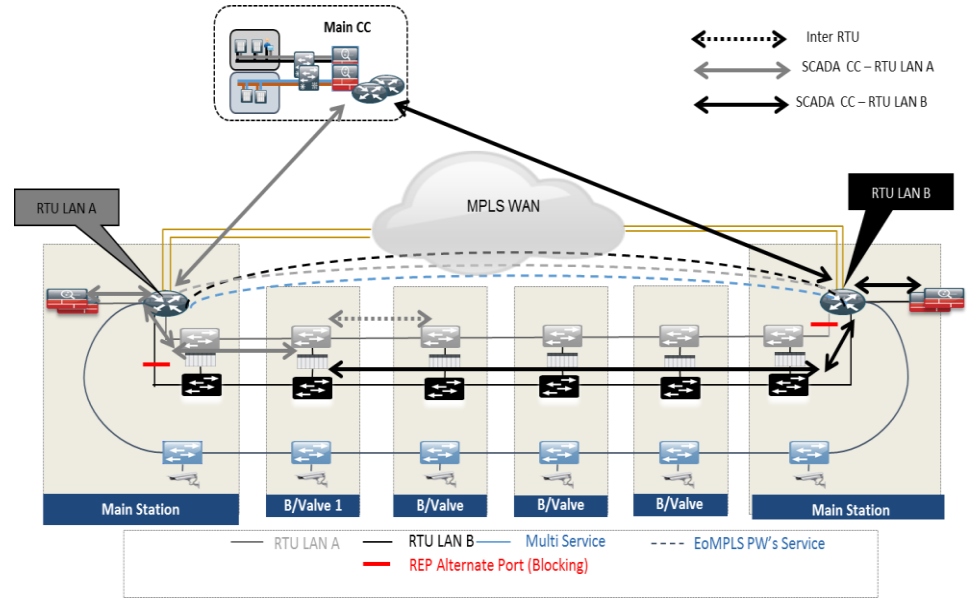 Main CC
Inter RTU
SCADA CC – RTU LAN A
SCADA CC – RTU LAN B
MPLS WAN
RTU LAN A
RTU LAN B
Main Station
B/Valve 1
B/Valve
B/Valve
B/Valve
Main Station
RTU LAN A
RTU LAN B
Multi Service
EoMPLS PW's Service
REP Alternate Port (Blocking)